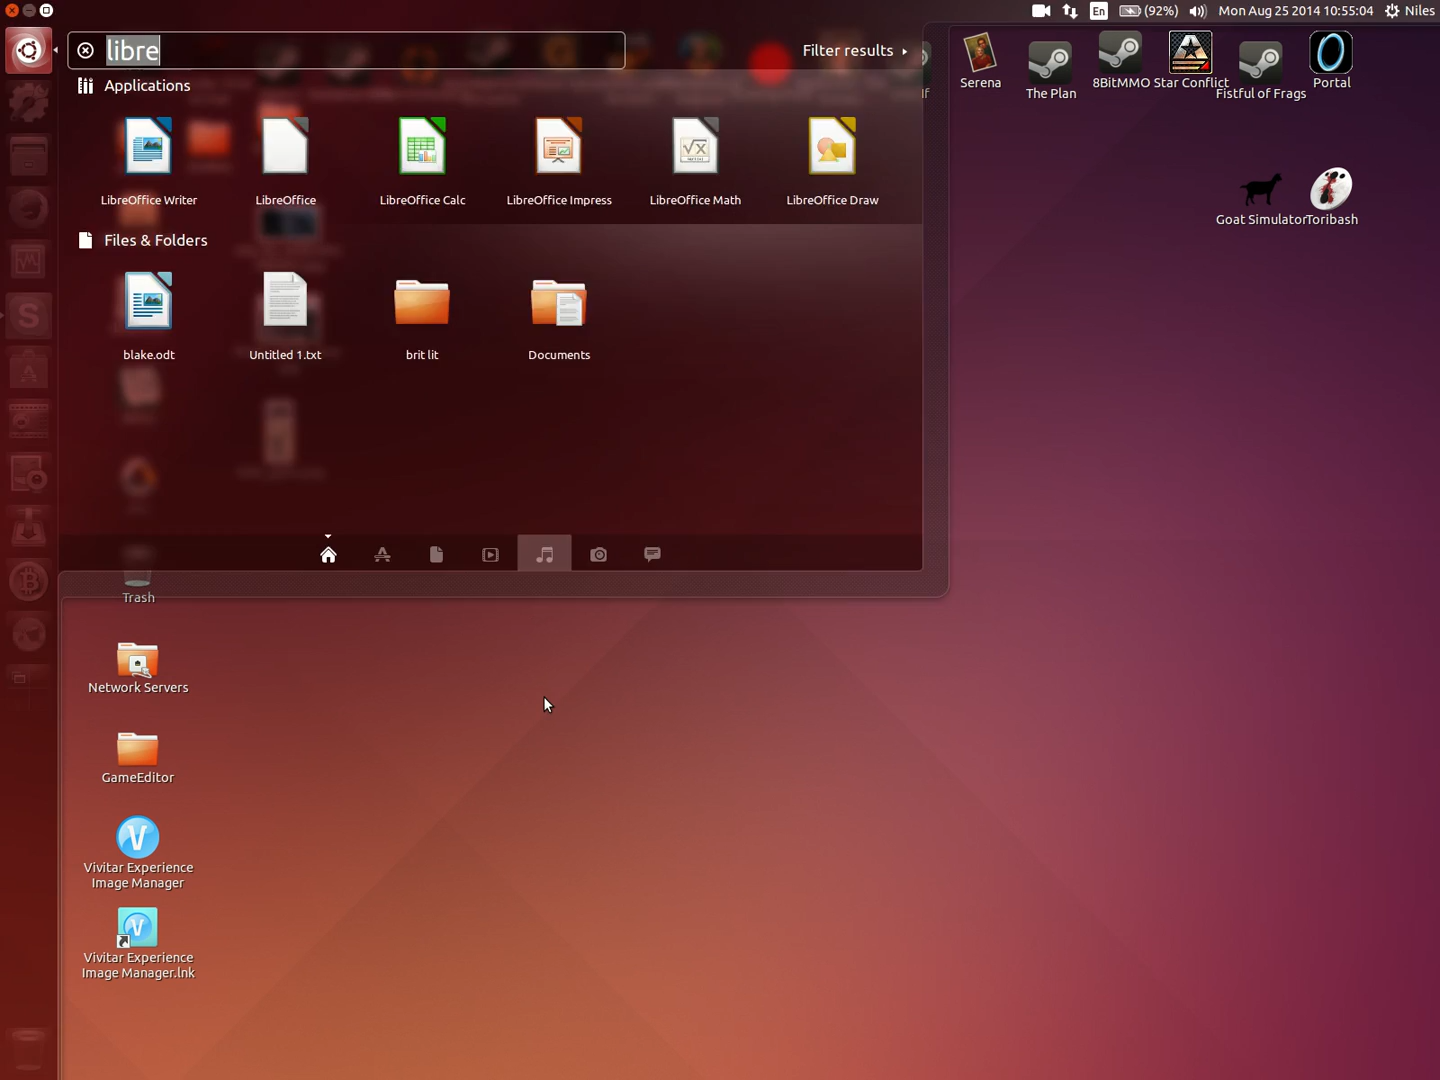 En (92%) Mon Aug 25 2014 10:55:04 Niles
libre
Filter results
Applications
LibreOffice Writer LibreOffice LibreOffice Calc LibreOffice Impress LibreOffice Math LibreOffice Draw
Files & Folders
blake.odt Untitled 1.txt brit lit Documents
Serena The Plan 8BitMMO Star Conflict Fistful of Frags Portal
Goat Simulator Toribash
Trash
Network Servers
GameEditor
Vivitar Experience
Image Manager
Vivitar Experience
Image Manager.lnk